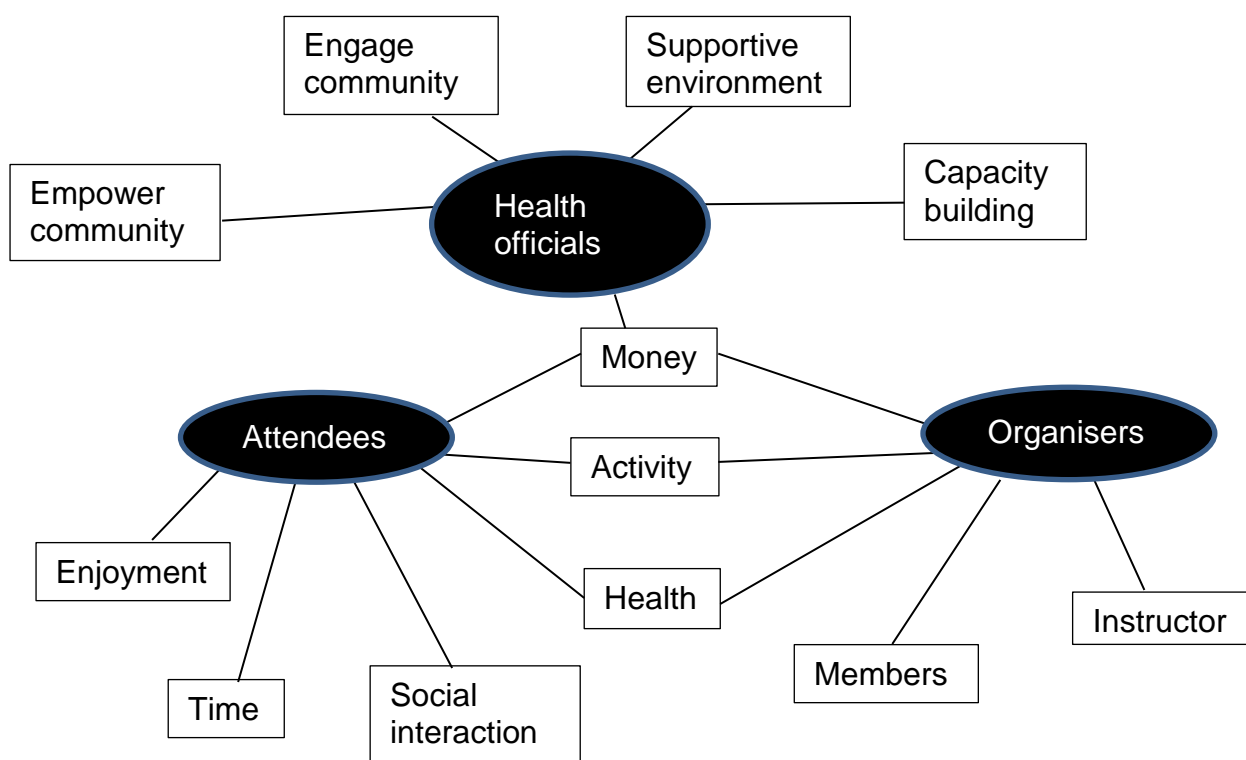 Engage
community
Supportive
environment
Empower
community
Health
officials
Capacity
building
Money
Attendees
Organisers
Activity
Enjoyment
Health
Instructor
Members
Time
Social
interaction